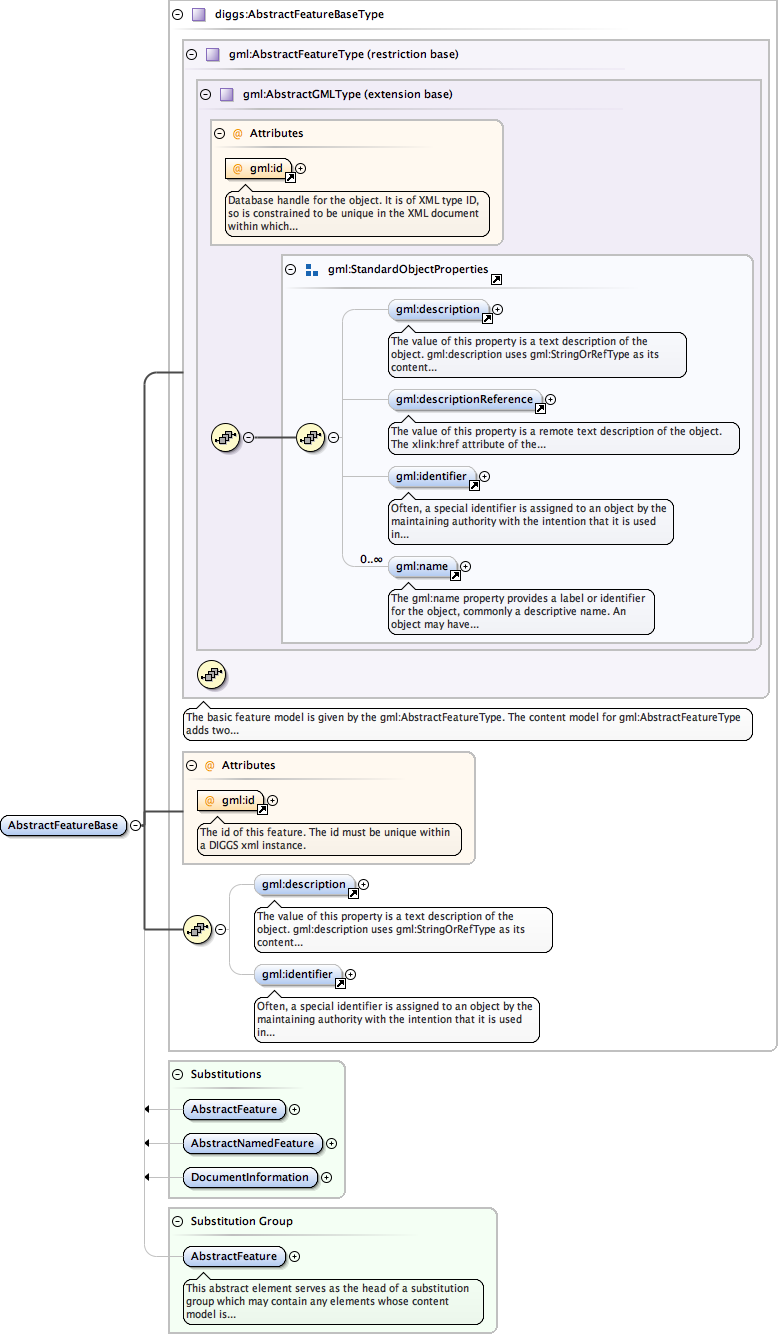 diggs:AbstractFeatureBaseType
gml:AbstractFeatureType (restriction base)
gml:AbstractGMLType (extension base)
@ Attributes
@ gml:id
Database handle for the object. It is of XML type ID,
so is constrained to be unique in the XML document
within which...
gml:StandardObjectProperties
gml:description
The value of this property is a text description of the
object. gml:description uses gml:StringOrRefType as its
content...
gml:descriptionReference
The value of this property is a remote text description of the object.
The xlink:href attribute of the...
gml:identifier
Often, a special identifier is assigned to an object by the
maintaining authority with the intention that it is used
in...
0..∞
gml:name
The gml:name property provides a label or identifier
for the object, commonly a descriptive name. An
object may have...
The basic feature model is given by the gml:AbstractFeatureType. The content model for gml:AbstractFeatureType
adds two...
@ Attributes
@ gml:id
The id of this feature. The id must be unique within
a DIGGS xml instance.
AbstractFeatureBase
gml:description
The value of this property is a text description of the
object. gml:description uses gml:StringOrRefType as its
content...
gml:identifier
Often, a special identifier is assigned to an object by the
maintaining authority with the intention that it is used
in...
Substitutions
AbstractFeature
AbstractNamedFeature
DocumentInformation
Substitution Group
AbstractFeature
This abstract element serves as the head of a substitution
group which may contain any elements whose content
model is...